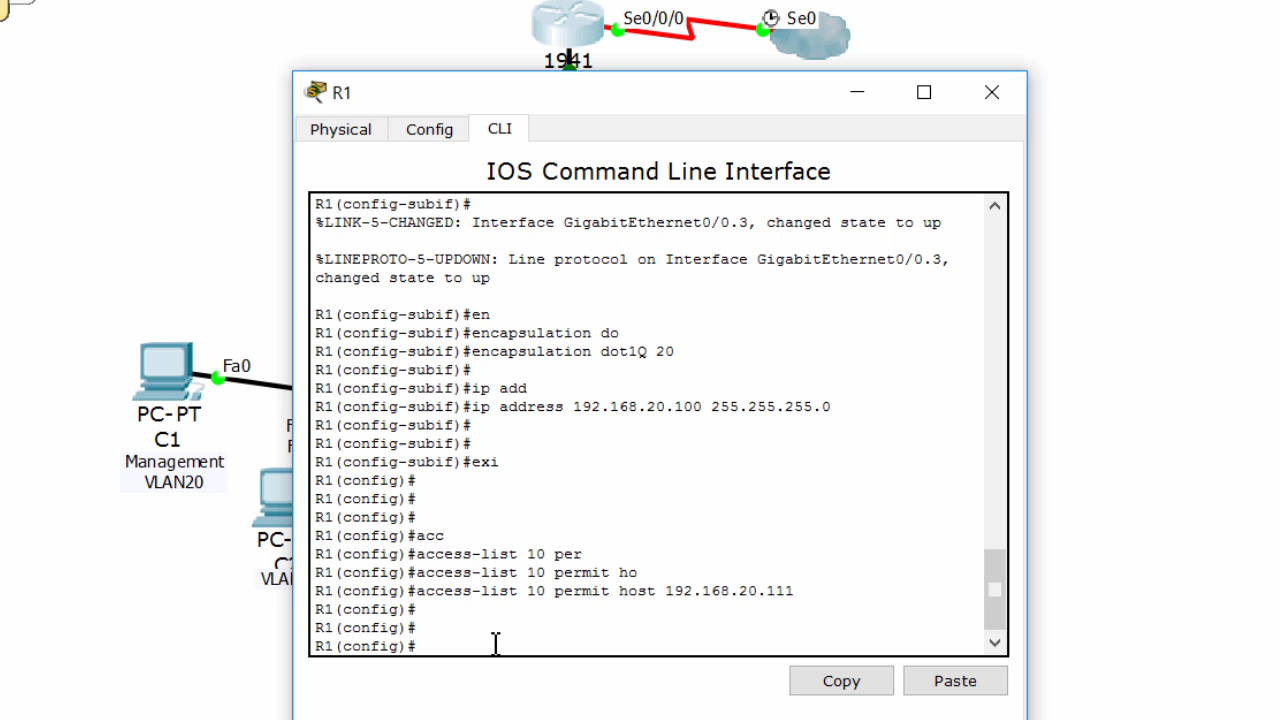 Se0/0/0
Se0
1941
R1
Physical
Config
CLI
IOS Command Line Interface
R1(config-subif)#
%LINK-5-CHANGED: Interface GigabitEthernet0/0.3, changed state to up
%LINEPROTO-5-UPDOWN: Line protocol on Interface GigabitEthernet0/0.3,
changed state to up
R1(config-subif)#en
R1(config-subif)#encapsulation do
R1(config-subif)#encapsulation dot1Q 20
R1(config-subif)#
R1(config-subif)#ip add
R1(config-subif)#ip address 192.168.20.100 255.255.255.0
R1(config-subif)#
R1(config-subif)#
R1(config-subif)#exi
R1(config)#
R1(config)#
R1(config)#
R1(config)#acc
R1(config)#access-list 10 per
R1(config)#access-list 10 permit ho
R1(config)#access-list 10 permit host 192.168.20.111
R1(config)#
R1(config)#
R1(config)#
Copy
Paste
Fa0
PC-PT
C1
Management
VLAN20
PC-